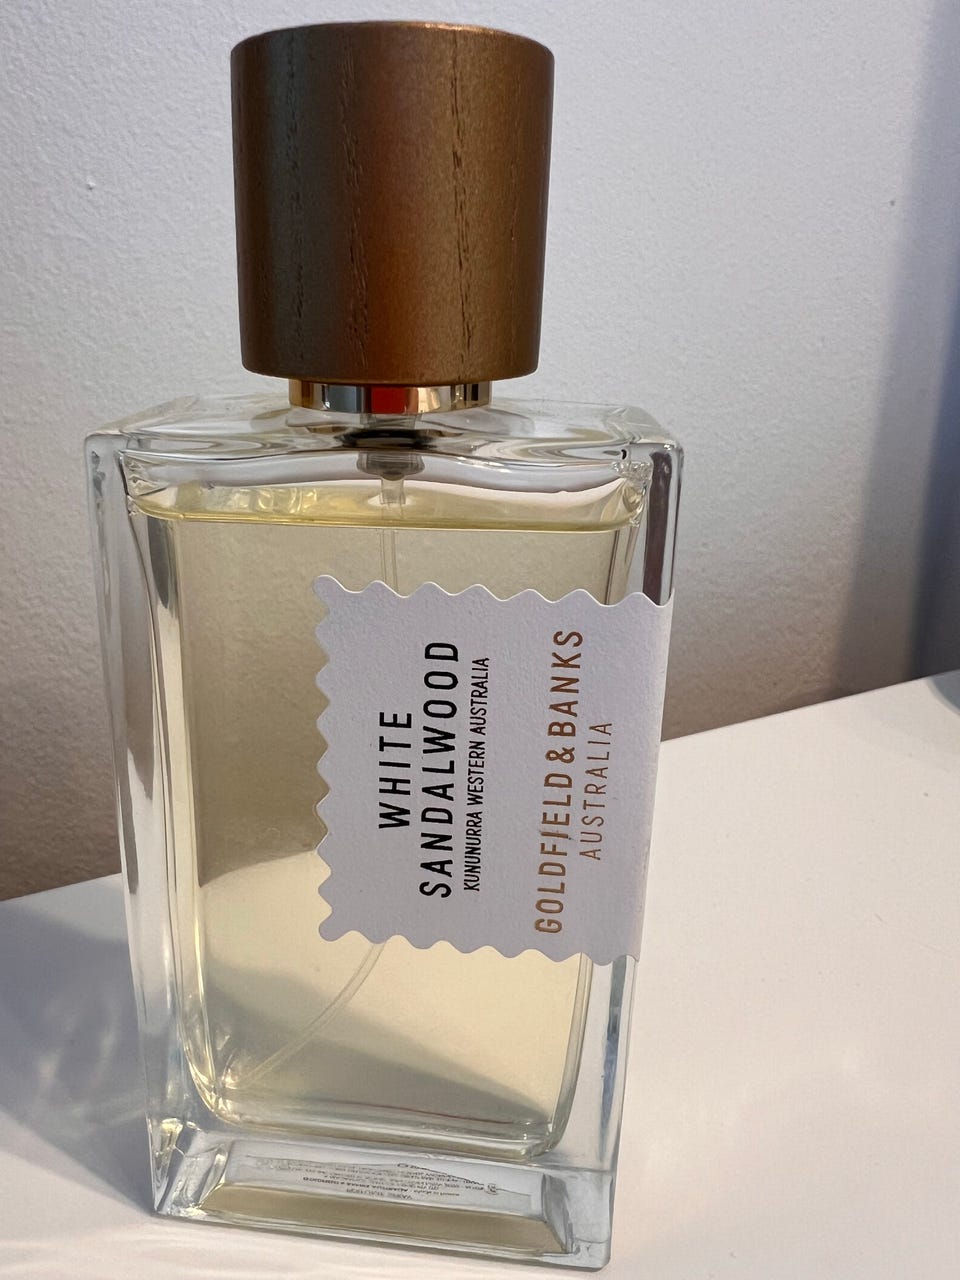 WHITE
SANDALWOOD
KUNUNURRA WESTERN AUSTRALIA
GOLDFIELD & BANKS
AUSTRALIA